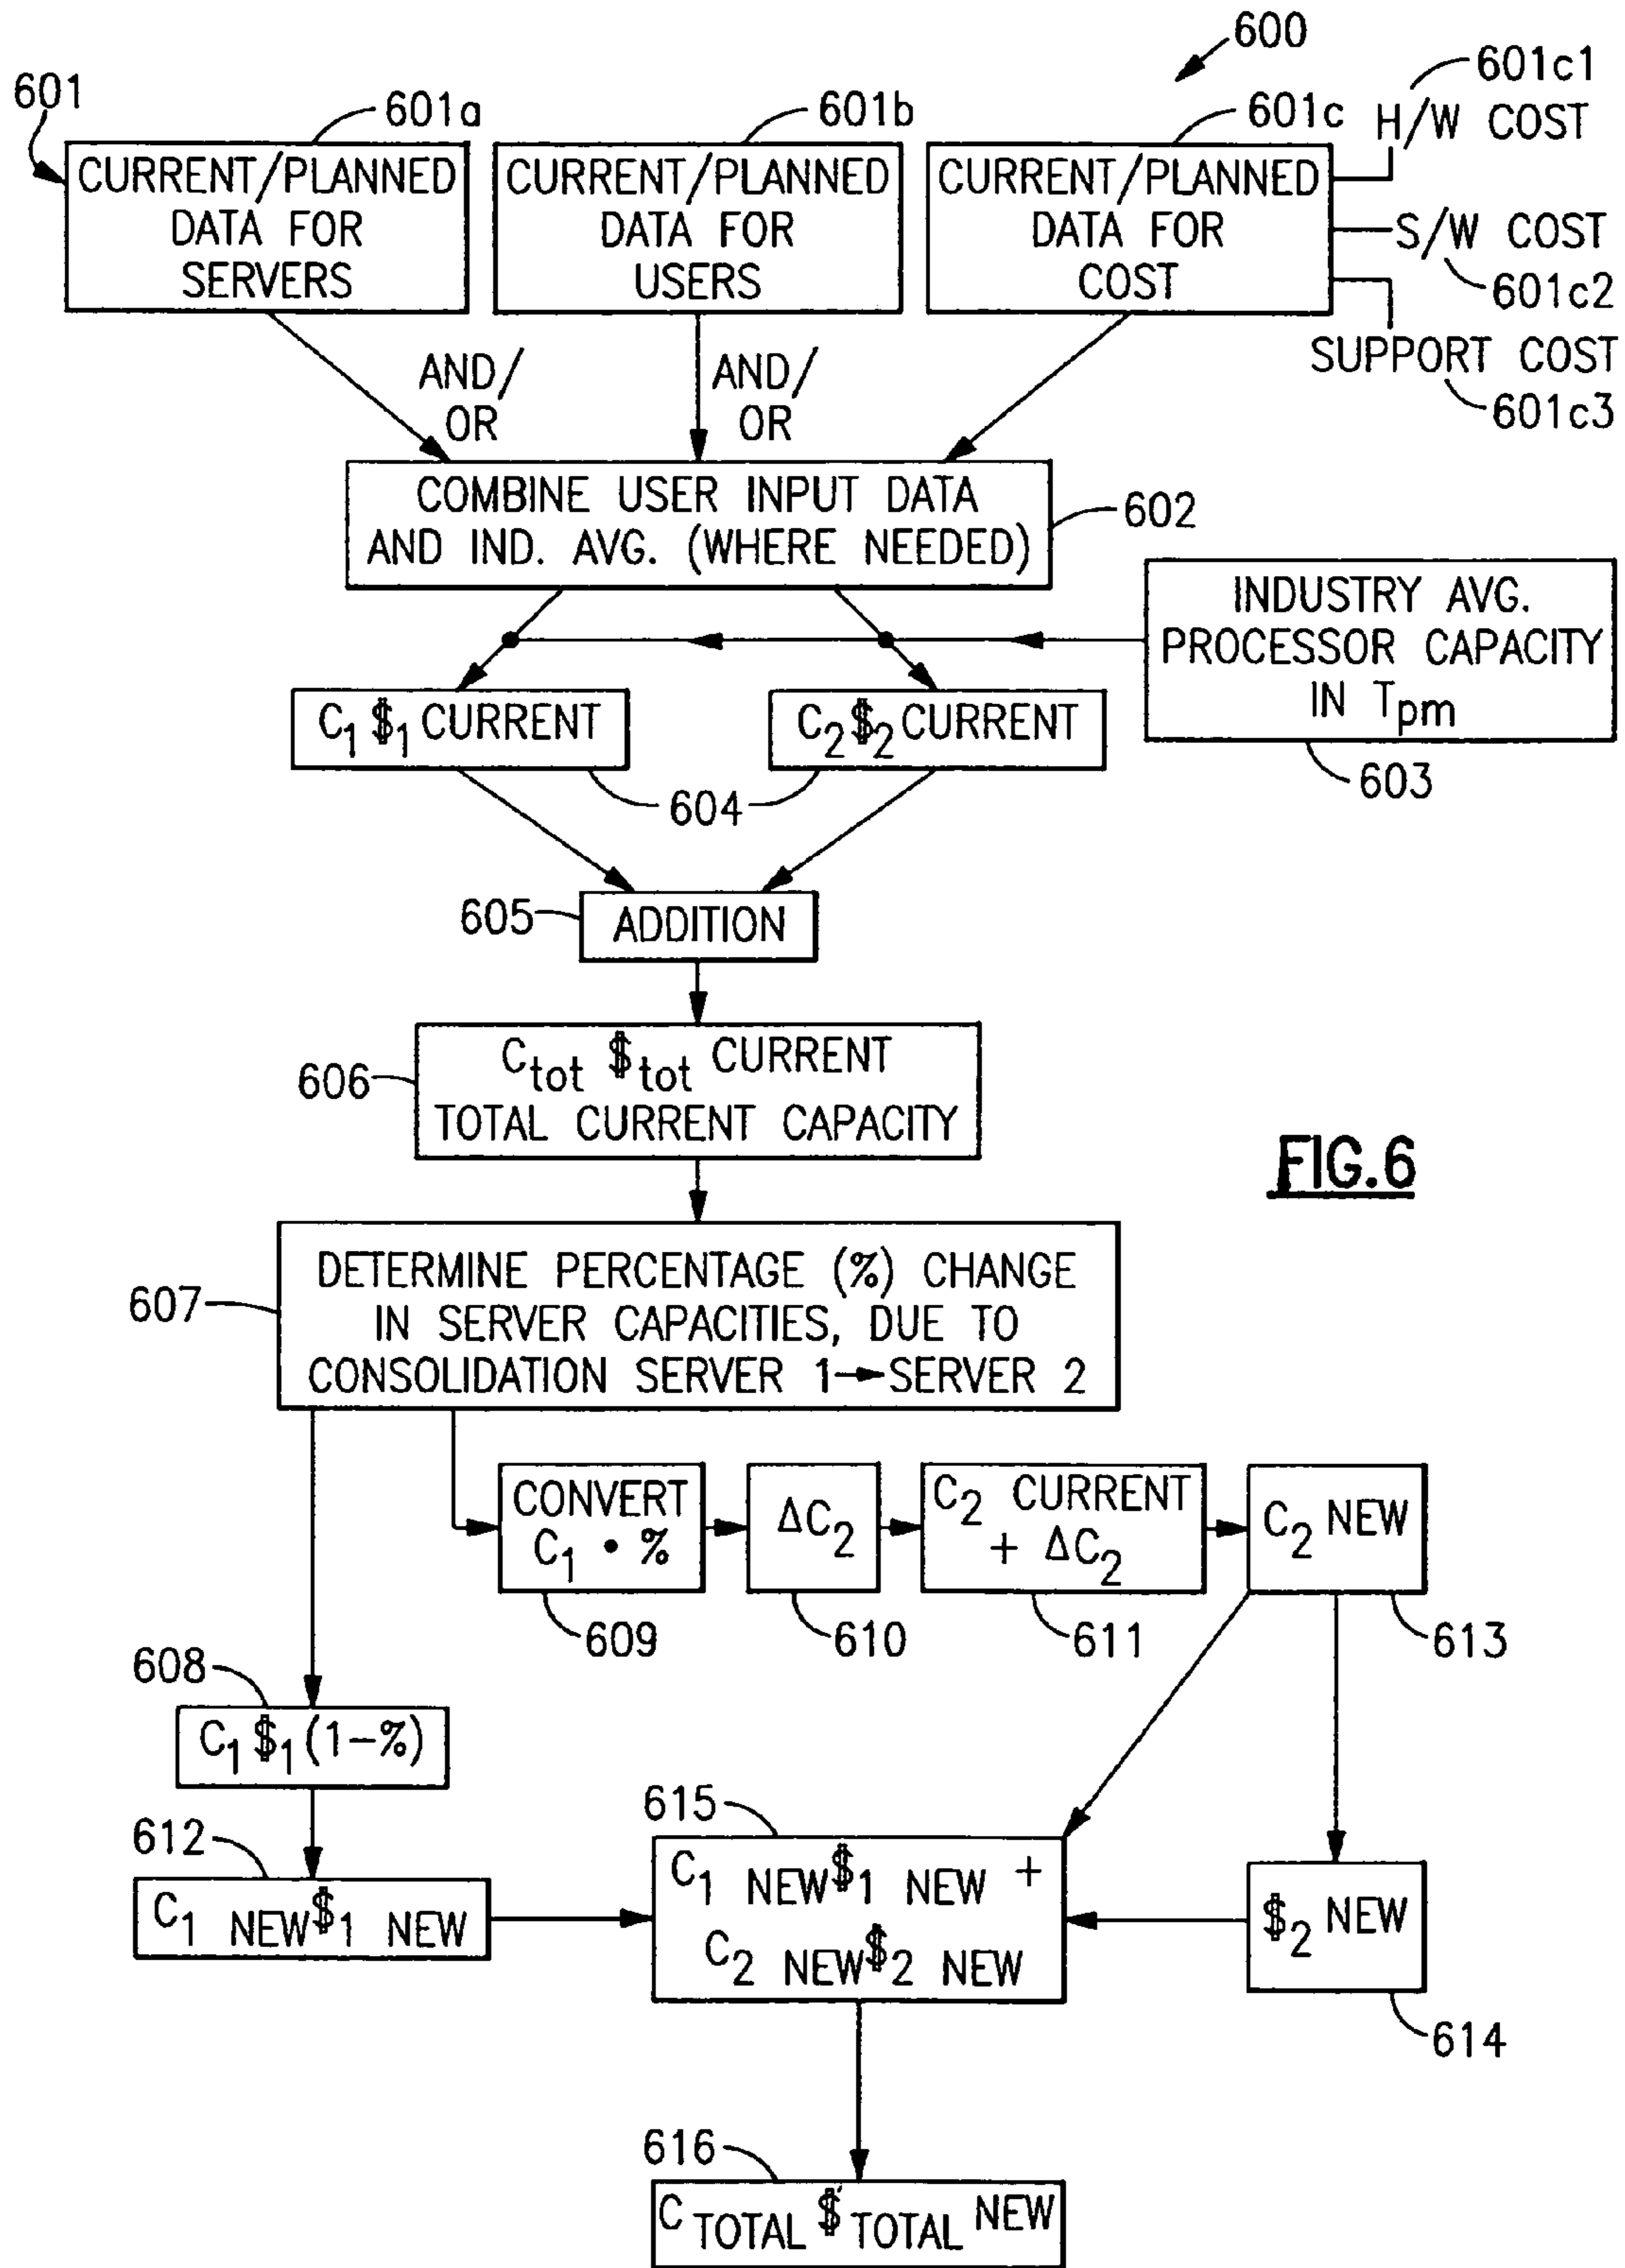 600
601
601a
601b
601c
601c1
H/W COST
CURRENT/PLANNED
DATA FOR
SERVERS
CURRENT/PLANNED
DATA FOR
USERS
CURRENT/PLANNED
DATA FOR
COST
S/W COST
601c2
SUPPORT COST
601c3
AND/
OR
AND/
OR
COMBINE USER INPUT DATA
AND IND. AVG. (WHERE NEEDED)
602
INDUSTRY AVG.
PROCESSOR CAPACITY
IN Tpm
603
C1 $1 CURRENT
C2 $2 CURRENT
604
605
ADDITION
606
Ctot $tot CURRENT
TOTAL CURRENT CAPACITY
FIG.6
607
DETERMINE PERCENTAGE (%) CHANGE
IN SERVER CAPACITIES, DUE TO
CONSOLIDATION SERVER 1→SERVER 2
CONVERT
C1 • %
ΔC2
C2 CURRENT
+ ΔC2
C2 NEW
609
610
611
613
608
C1 $1(1-%)
612
C1 NEW$1 NEW
615
C1 NEW$1 NEW +
C2 NEW$2 NEW
$2 NEW
614
616
C TOTAL $'TOTAL NEW